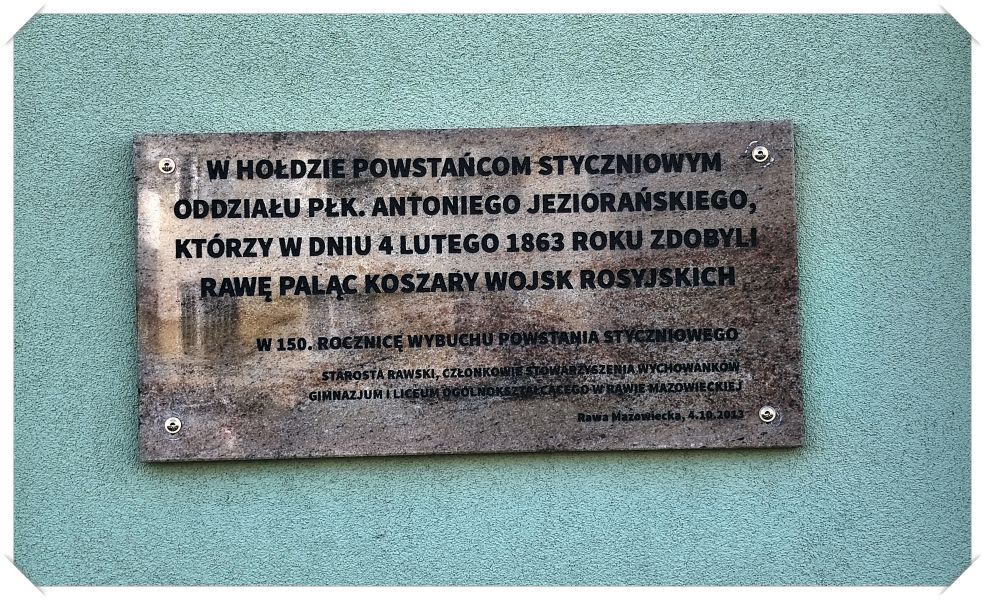 W HOŁDZIE POWSTAŃCOM STYCZNIOWYM
ODDZIAŁU PŁK. ANTONIEGO JEZIORAŃSKIEGO,
KTÓRZY W DNIU 4 LUTEGO 1863 ROKU ZDOBYLI
RAWĘ PALĄC KOSZARY WOJSK ROSYJSKICH
W 150. ROCZNICĘ WYBUCHU POWSTANIA STYCZNIOWEGO
STAROSTA RAWSKI, CZŁONKOWIE STOWARZYSZENIA WYCHOWANKÓW
GIMNAZJUM I LICEUM OGÓLNOKSZTAŁCĄCEGO W RAWIE MAZOWIECKIEJ
Rawa Mazowiecka, 4.10.2013